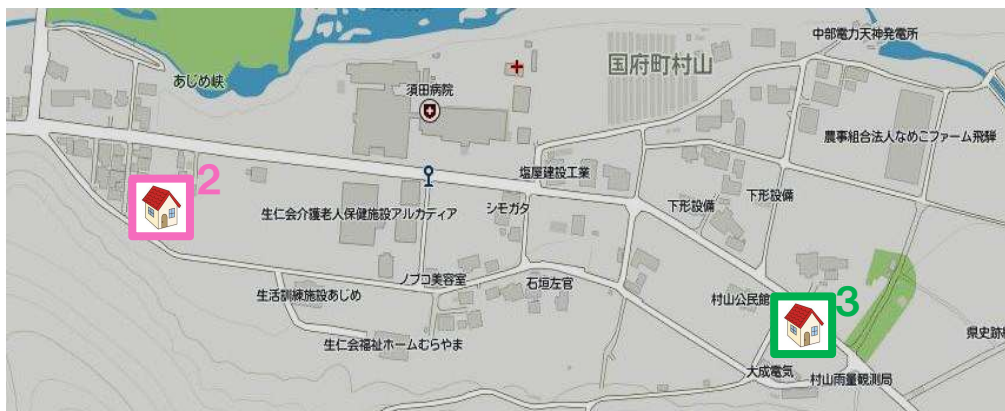 中部電力天神発電所
国府町村山
あじめ峡
須田病院
農事組合法人なめこファーム飛騨
2
塩屋建設工業
下形設備
下形設備
生仁会介護老人保健施設アルカディア
シモガタ
ノブコ美容室
石垣左官
生活訓練施設あじめ
村山公民館
3
県史跡
生仁会福祉ホームむらやま
大成電気
村山雨量観測局